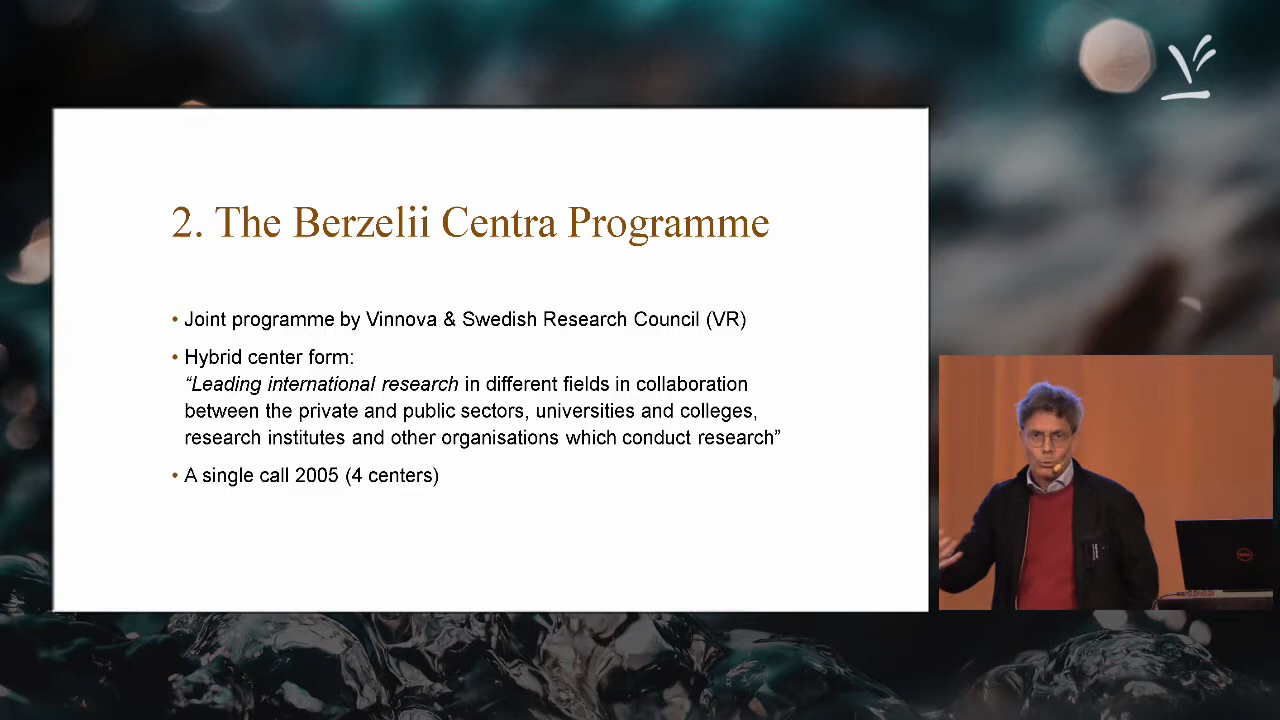 2. The Berzelii Centra Programme
• Joint programme by Vinnova & Swedish Research Council (VR)
• Hybrid center form:
“Leading international research in different fields in collaboration
between the private and public sectors, universities and colleges,
research institutes and other organisations which conduct research”
• A single call 2005 (4 centers)